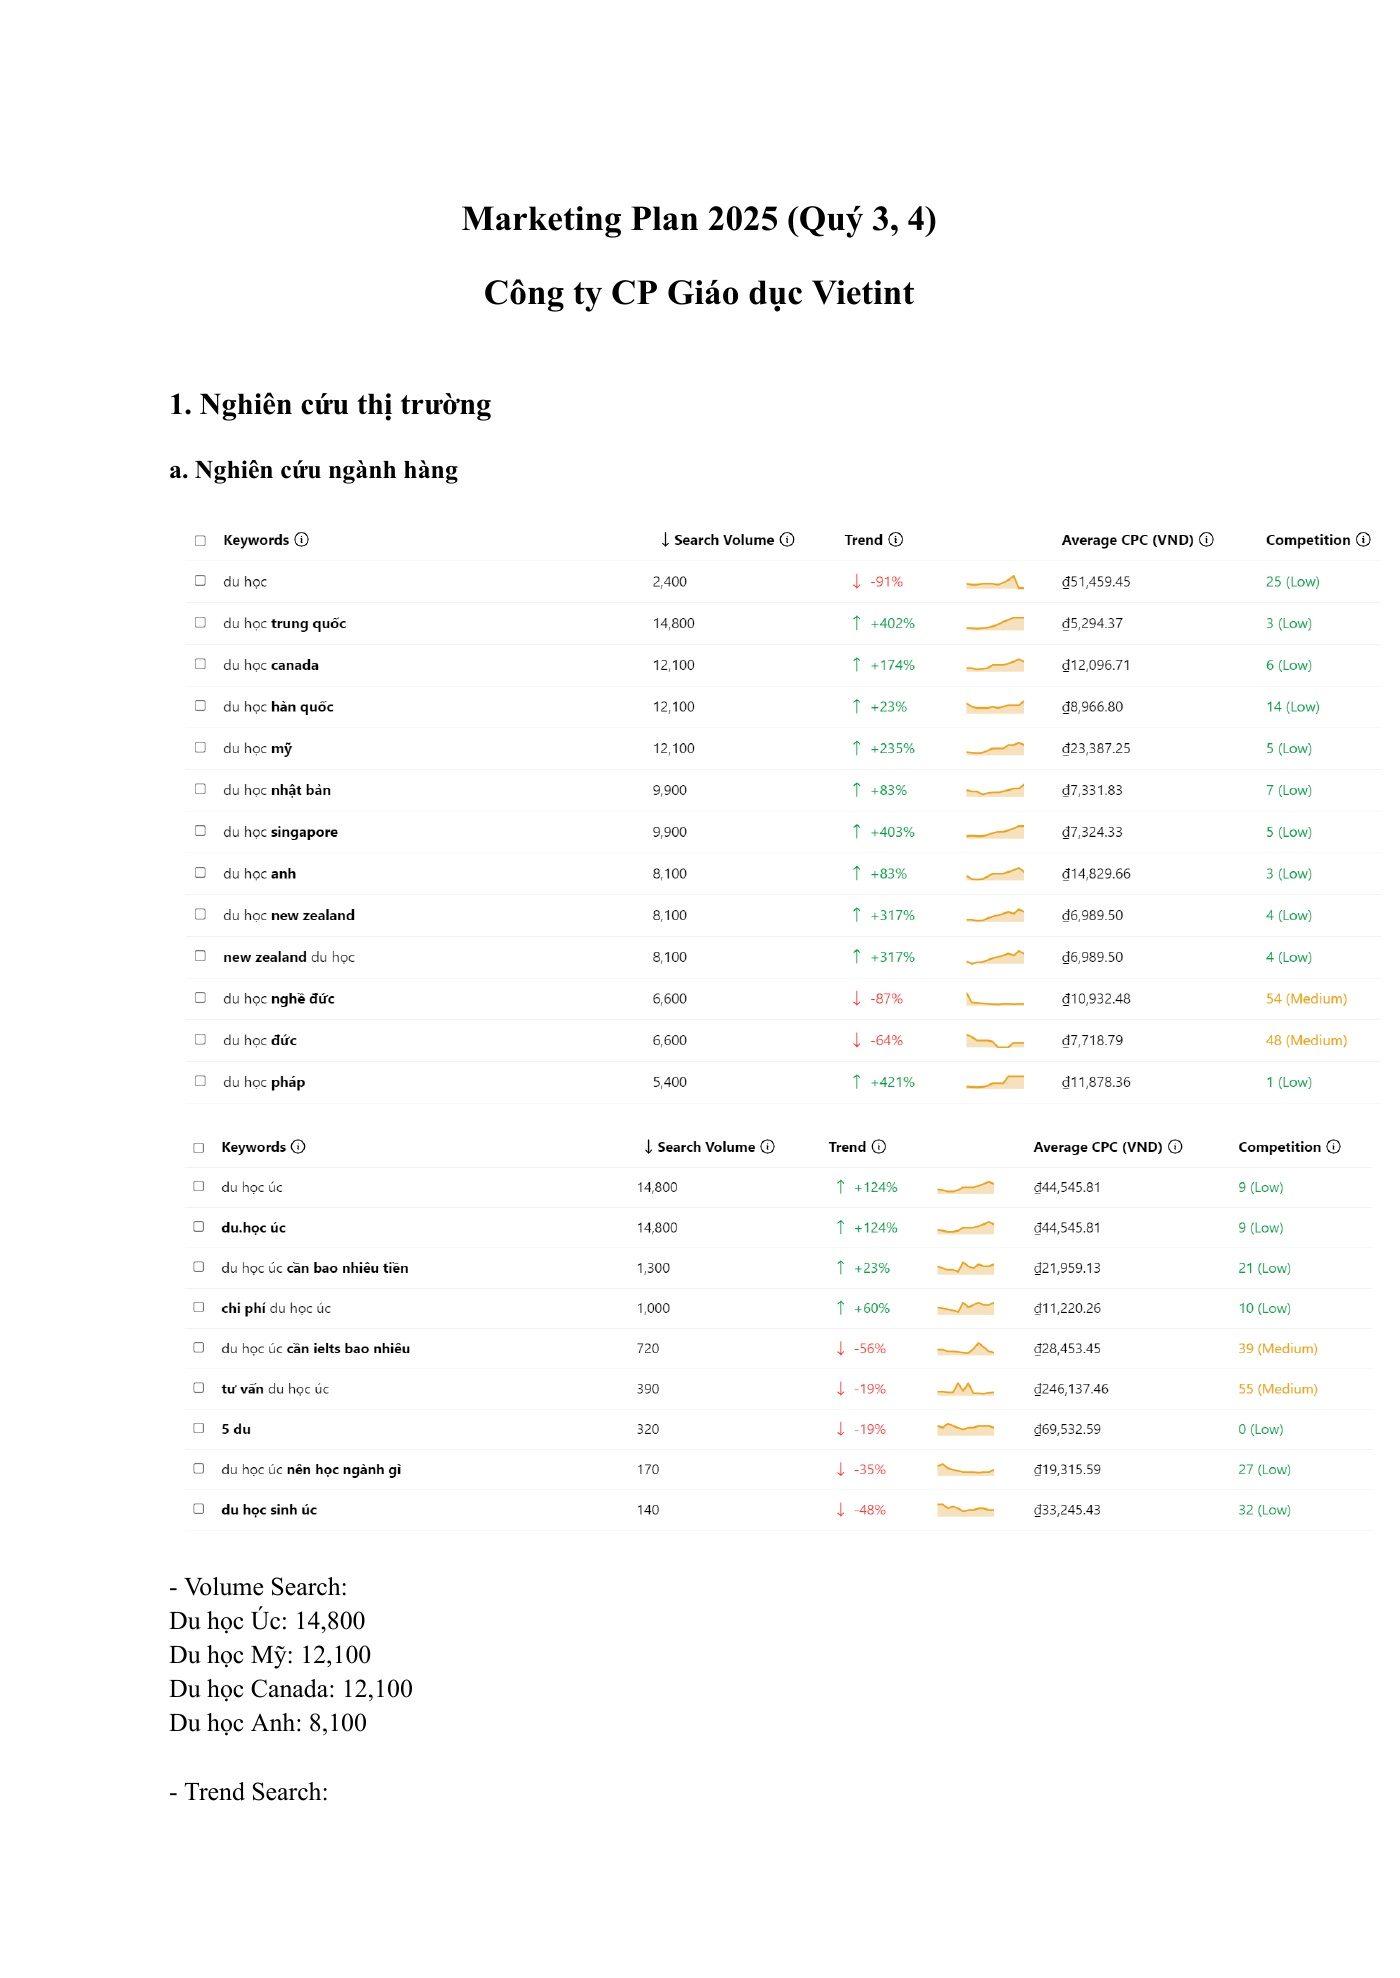 Marketing Plan 2025 (Quý 3, 4)
Công ty CP Giáo dục Vietint
1. Nghiên cứu thị trường
a. Nghiên cứu ngành hàng
Keywords Search Volume Trend Average CPC (VND) Competition
du học 2,400 ↓ -91% ₫51,459.45 25 (Low)
du học trung quốc 14,800 ↑ +402% ₫5,294.37 3 (Low)
du học canada 12,100 ↑ +174% ₫12,096.71 6 (Low)
du học hàn quốc 12,100 ↑ +23% ₫8,966.80 14 (Low)
du học mỹ 12,100 ↑ +235% ₫23,387.25 5 (Low)
du học nhật bản 9,900 ↑ +83% ₫7,331.83 7 (Low)
du học singapore 9,900 ↑ +403% ₫7,324.33 5 (Low)
du học anh 8,100 ↑ +83% ₫14,829.66 3 (Low)
du học new zealand 8,100 ↑ +317% ₫6,989.50 4 (Low)
new zealand du học 8,100 ↑ +317% ₫6,989.50 4 (Low)
du học nghề đức 6,600 ↓ -87% ₫10,932.48 54 (Medium)
du học đức 6,600 ↓ -64% ₫7,718.79 48 (Medium)
du học pháp 5,400 ↑ +421% ₫11,878.36 1 (Low)
Keywords ↓ Search Volume Trend Average CPC (VND) Competition
du học úc 14,800 ↑ +124% ₫44,545.81 9 (Low)
du.học úc 14,800 ↑ +124% ₫44,545.81 9 (Low)
du học úc cần bao nhiêu tiền 1,300 ↑ +23% ₫21,959.13 21 (Low)
chi phí du học úc 1,000 ↑ +60% ₫11,220.26 10 (Low)
du học úc cần ielts bao nhiêu 720 ↓ -56% ₫28,453.45 39 (Medium)
tư vấn du học úc 390 ↓ -19% ₫246,137.46 55 (Medium)
5 du 320 ↓ -19% ₫69,532.59 0 (Low)
du học úc nên học ngành gì 170 ↓ -35% ₫19,315.59 27 (Low)
du học sinh úc 140 ↓ -48% ₫33,245.43 32 (Low)
- Volume Search:
Du học Úc: 14,800
Du học Mỹ: 12,100
Du học Canada: 12,100
Du học Anh: 8,100
- Trend Search: